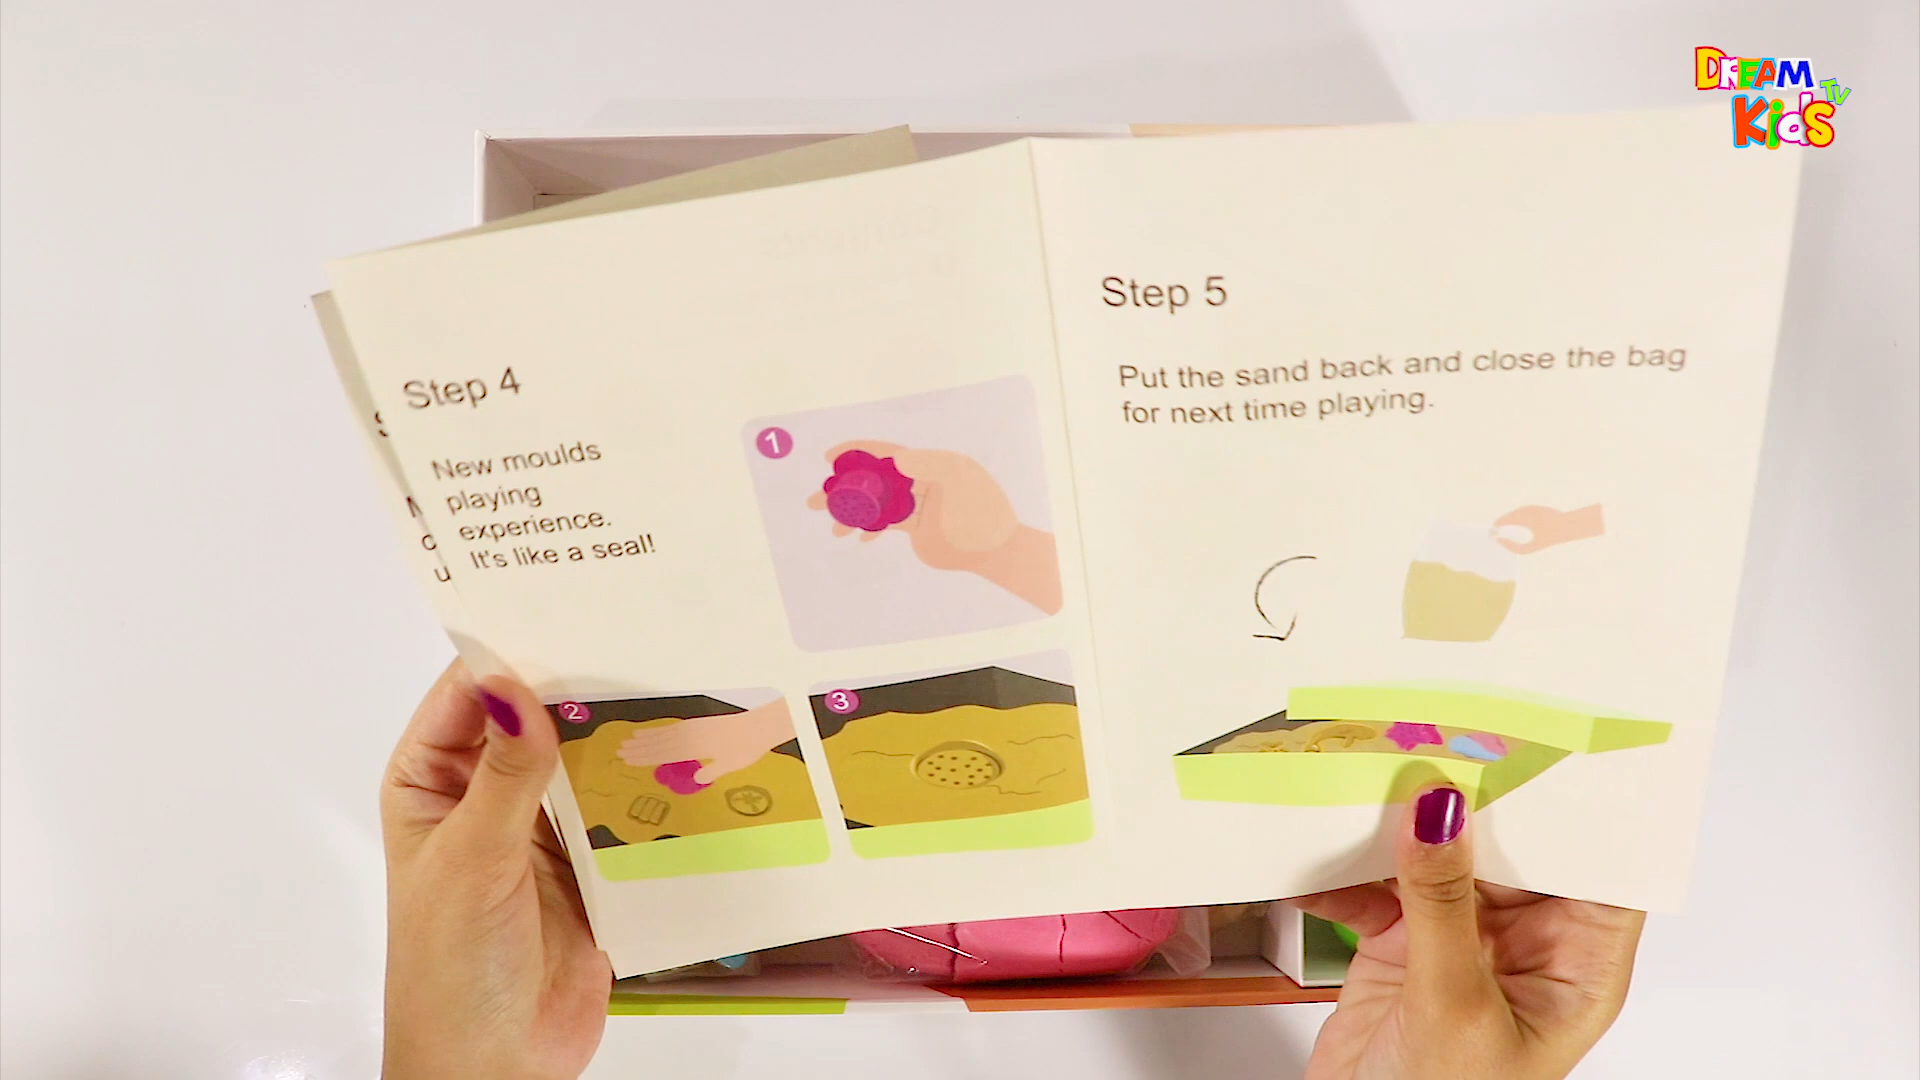 DREAM
Kids TV
Step 4
New moulds
playing
experience.
It's like a seal!
1
2
3
Step 5
Put the sand back and close the bag
for next time playing.